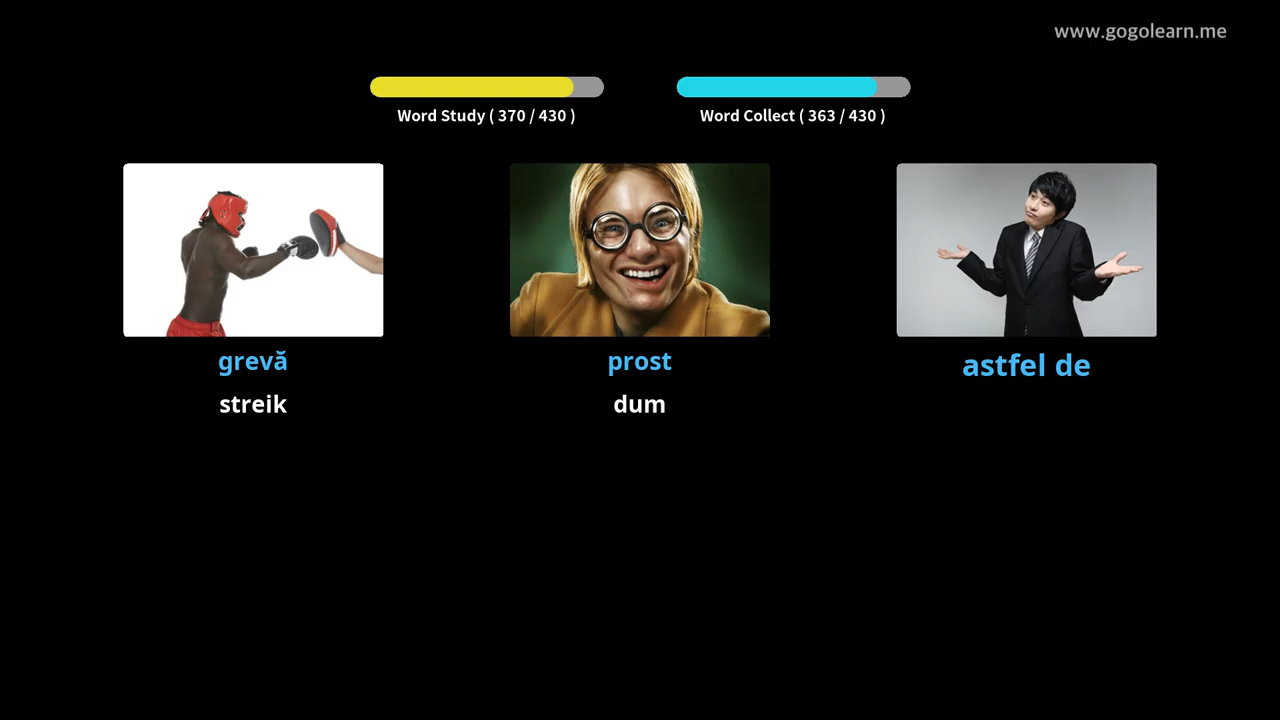 www.gogolearn.me
Word Study ( 370 / 430 )
Word Collect ( 363 / 430 )
grevă
prost
astfel de
streik
dum